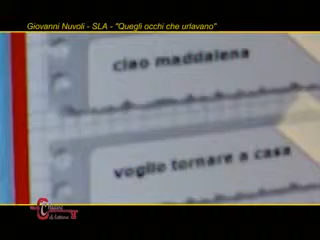 Giovanni Nuvoli - SLA - "Quegli occhi che urlavano"
ciao maddalena
voglio tornare a casa